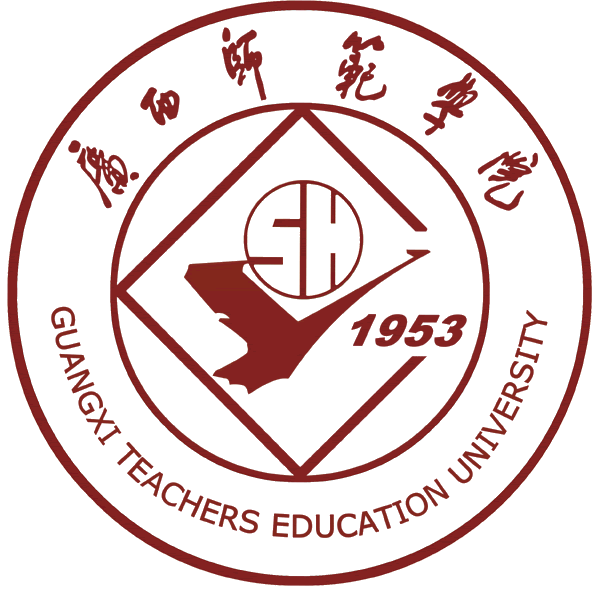 廣西師範學院
SH
1953
GUANGXI TEACHERS EDUCATION UNIVERSITY